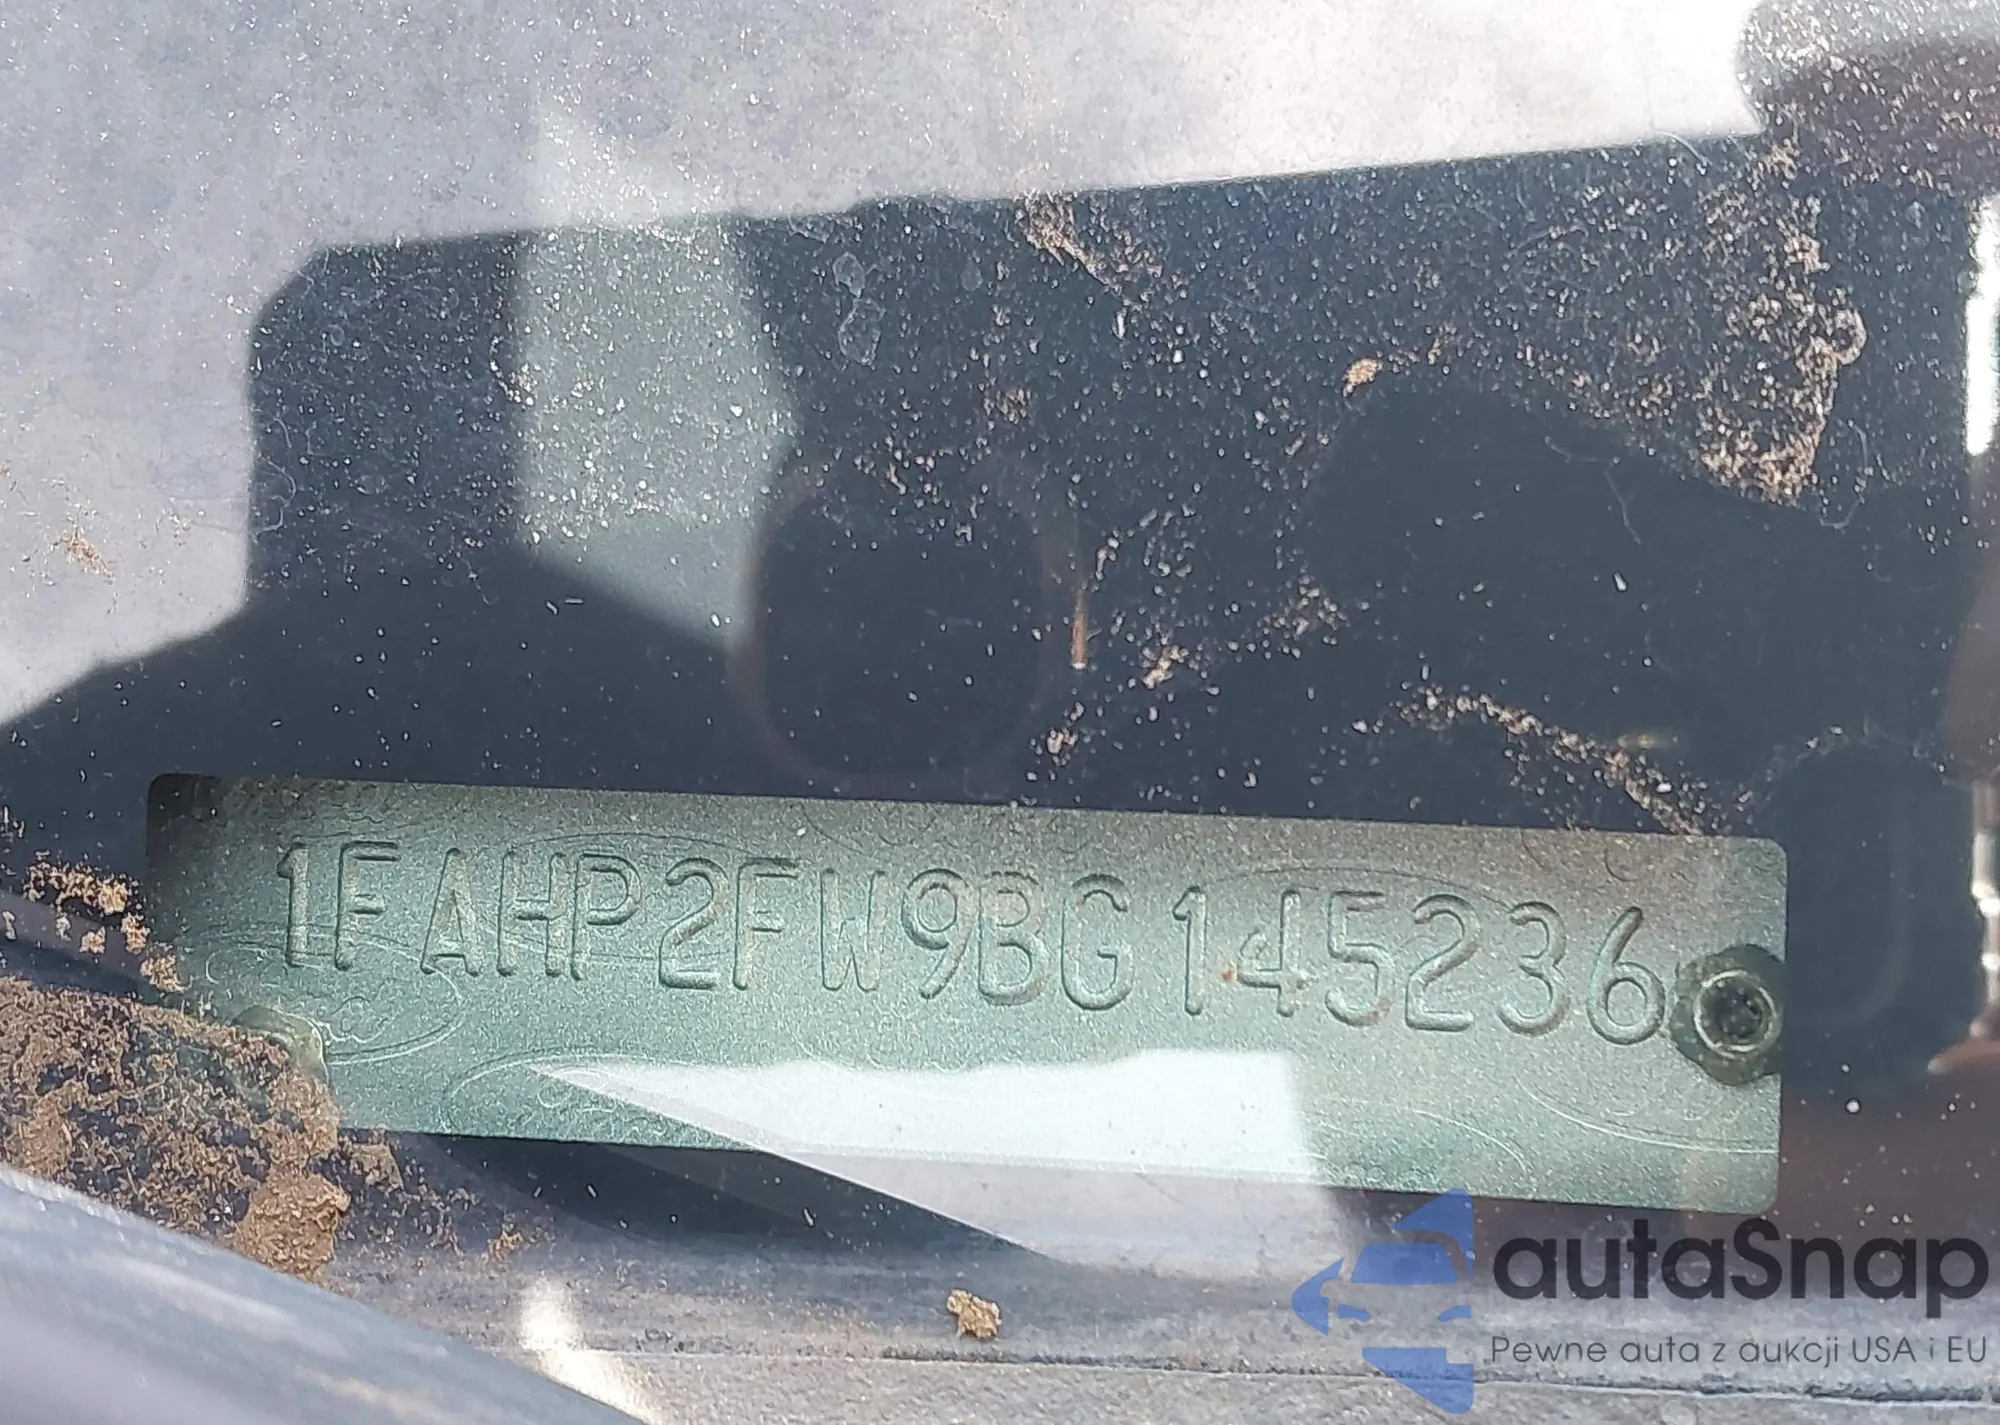 1FAHP2FW9BG145236
autaSnap
Pewne auta z aukcji USA i EU